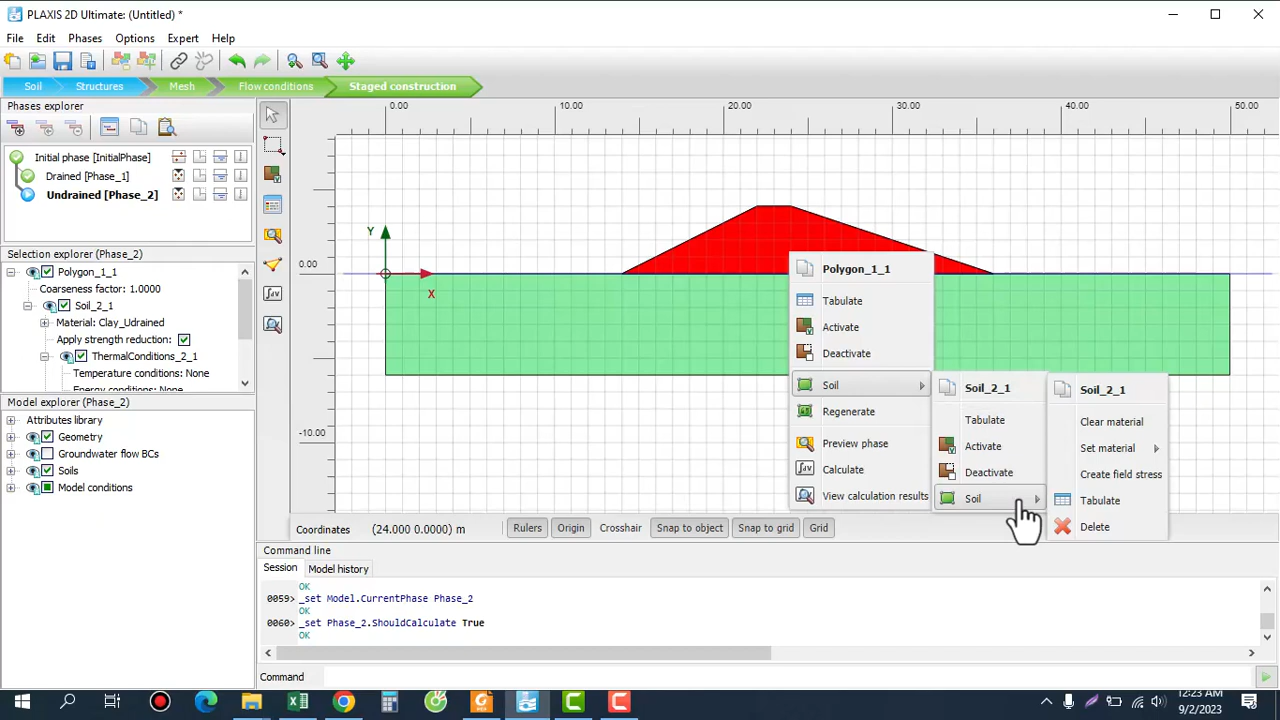 PLAXIS 2D Ultimate: (Untitled) *
File Edit Phases Options Expert Help
Soil Structures Mesh Flow conditions Staged construction
Phases explorer
Initial phase [InitialPhase]
Drained [Phase_1]
Undrained [Phase_2]
Selection explorer (Phase_2)
Polygon_1_1
Coarseness factor: 1.0000
Soil_2_1
Material: Clay_Udrained
Apply strength reduction:
ThermalConditions_2_1
Temperature conditions: None
Energy conditions: None
Model explorer (Phase_2)
Attributes library
Geometry
Groundwater flow BCs
Soils
Model conditions
0.00 10.00 20.00 30.00 40.00 50.00
0.00
-10.00
Y
X
Polygon_1_1
Tabulate
Activate
Deactivate
Soil
Regenerate
Preview phase
Calculate
View calculation results
Soil_2_1
Tabulate
Activate
Deactivate
Soil
Soil_2_1
Clear material
Set material
Create field stress
Tabulate
Delete
Coordinates (24.000 0.0000) m Rulers Origin Crosshair Snap to object Snap to grid Grid
Command line
Session Model history
OK
0059> _set Model.CurrentPhase Phase_2
OK
0060> _set Phase_2.ShouldCalculate True
OK
Command
12:23 AM
9/2/2023